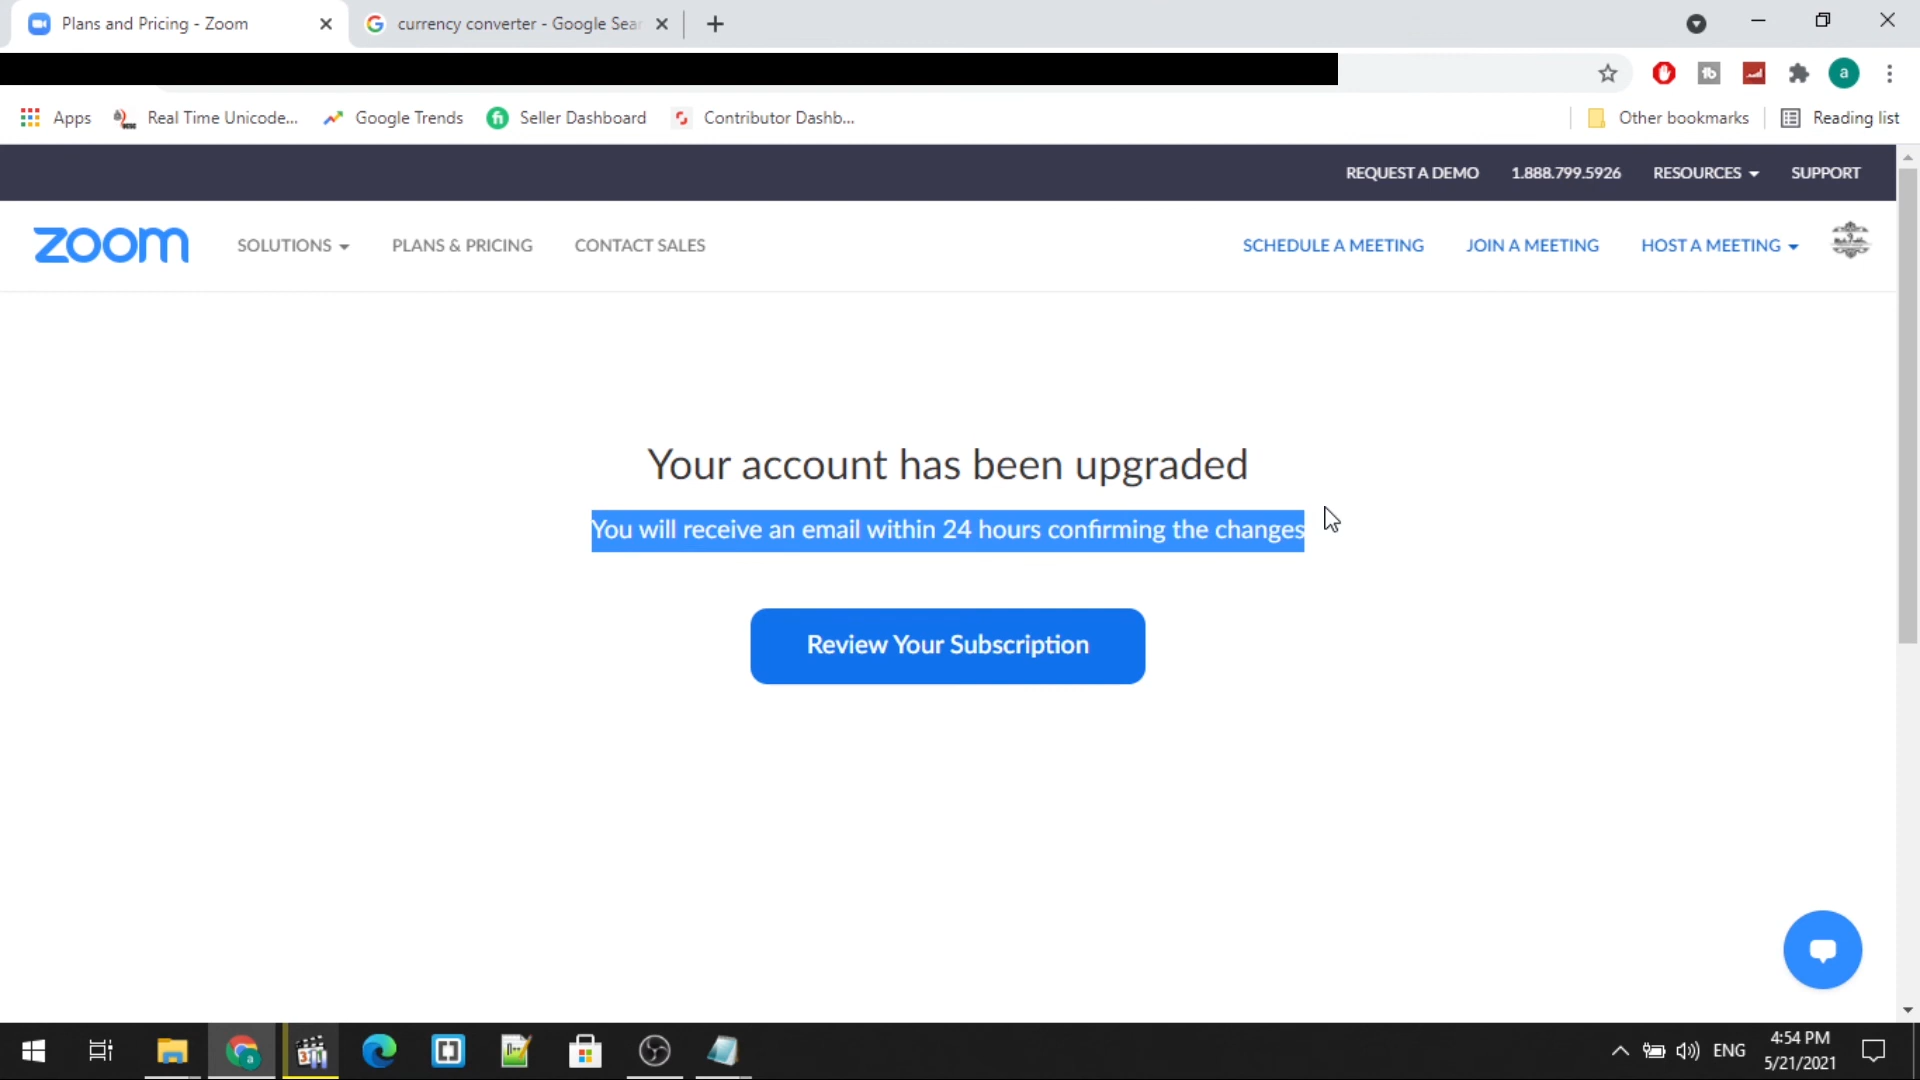 Plans and Pricing - Zoom
currency converter - Google Sear
Apps
Real Time Unicode...
Google Trends
Seller Dashboard
Contributor Dashb...
Other bookmarks
Reading list
REQUEST A DEMO
1.888.799.5926
RESOURCES
SUPPORT
zoom
SOLUTIONS
PLANS & PRICING
CONTACT SALES
SCHEDULE A MEETING
JOIN A MEETING
HOST A MEETING
Your account has been upgraded
You will receive an email within 24 hours confirming the changes
Review Your Subscription
ENG
4:54 PM
5/21/2021